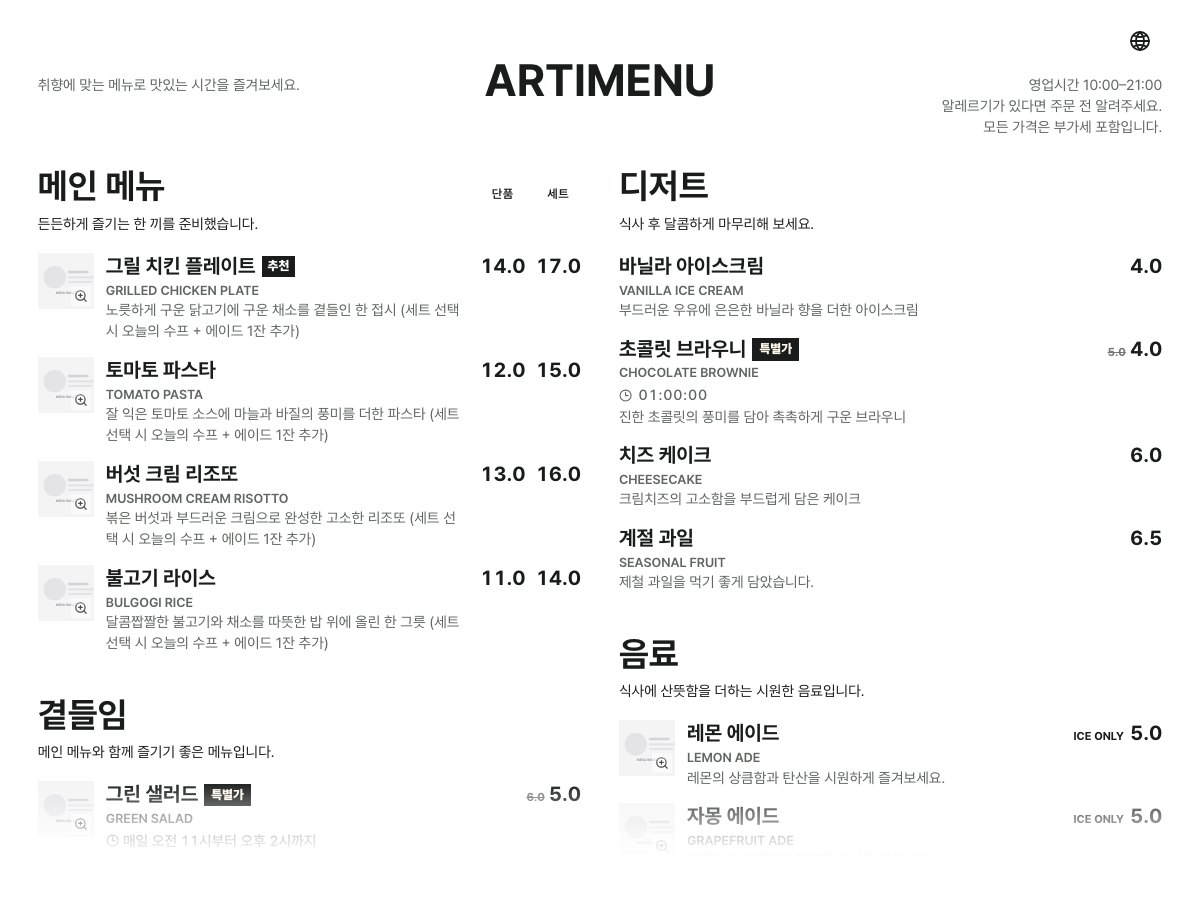 ARTIMENU
취향에 맞는 메뉴로 맛있는 시간을 즐겨보세요.
영업시간 10:00–21:00
알레르기가 있다면 주문 전 알려주세요.
모든 가격은 부가세 포함입니다.
메인 메뉴
단품 세트
든든하게 즐기는 한 끼를 준비했습니다.
그릴 치킨 플레이트 추천 14.0 17.0
GRILLED CHICKEN PLATE
노릇하게 구운 닭고기에 구운 채소를 곁들인 한 접시 (세트 선택
시 오늘의 수프 + 에이드 1잔 추가)
토마토 파스타 12.0 15.0
TOMATO PASTA
잘 익은 토마토 소스에 마늘과 바질의 풍미를 더한 파스타 (세트
선택 시 오늘의 수프 + 에이드 1잔 추가)
버섯 크림 리조또 13.0 16.0
MUSHROOM CREAM RISOTTO
볶은 버섯과 부드러운 크림으로 완성한 고소한 리조또 (세트 선
택 시 오늘의 수프 + 에이드 1잔 추가)
불고기 라이스 11.0 14.0
BULGOGI RICE
달콤짭짤한 불고기와 채소를 따뜻한 밥 위에 올린 한 그릇 (세트
선택 시 오늘의 수프 + 에이드 1잔 추가)
곁들임
메인 메뉴와 함께 즐기기 좋은 메뉴입니다.
그린 샐러드 특별가 6.0 5.0
GREEN SALAD
매일 오전 11시부터 오후 2시까지
디저트
식사 후 달콤하게 마무리해 보세요.
바닐라 아이스크림 4.0
VANILLA ICE CREAM
부드러운 우유에 은은한 바닐라 향을 더한 아이스크림
초콜릿 브라우니 특별가 5.0 4.0
CHOCOLATE BROWNIE
01:00:00
진한 초콜릿의 풍미를 담아 촉촉하게 구운 브라우니
치즈 케이크 6.0
CHEESECAKE
크림치즈의 고소함을 부드럽게 담은 케이크
계절 과일 6.5
SEASONAL FRUIT
제철 과일을 먹기 좋게 담았습니다.
음료
식사에 산뜻함을 더하는 시원한 음료입니다.
레몬 에이드 ICE ONLY 5.0
LEMON ADE
레몬의 상큼함과 탄산을 시원하게 즐겨보세요.
자몽 에이드 ICE ONLY 5.0
GRAPEFRUIT ADE